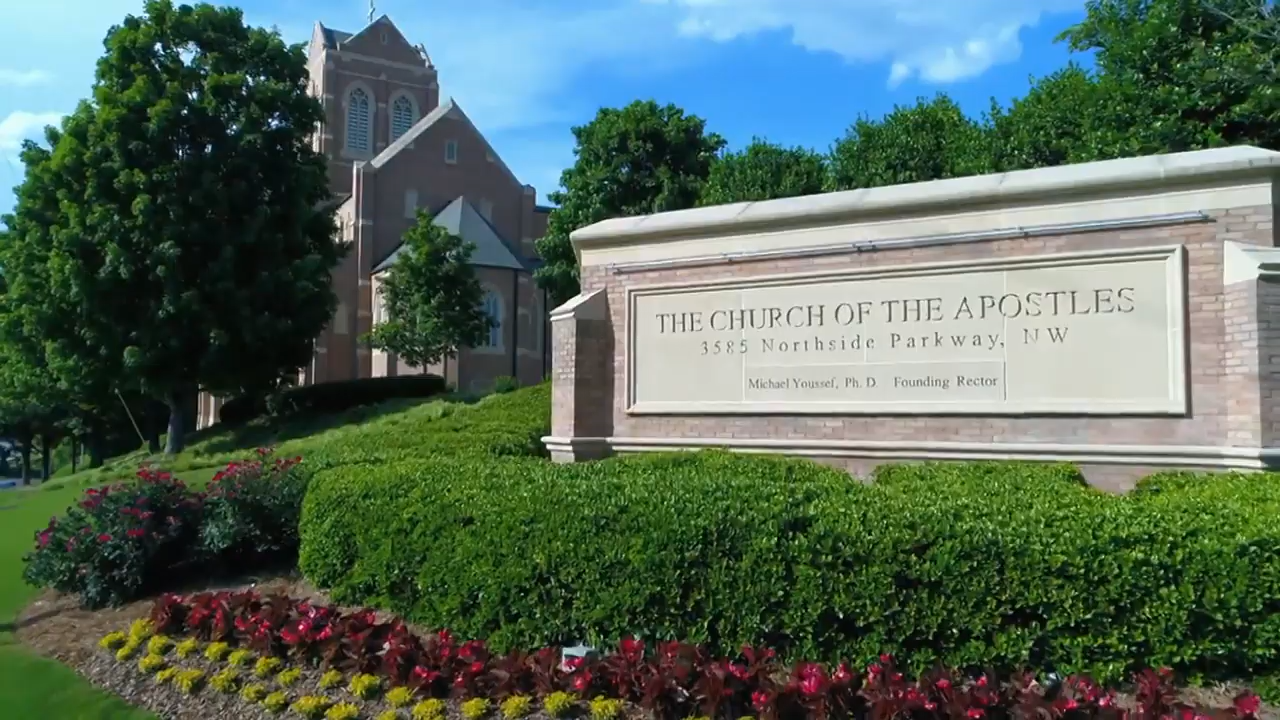 THE CHURCH OF THE APOSTLES
3585 Northside Parkway, NW
Michael Youssef, Ph. D. Founding Rector